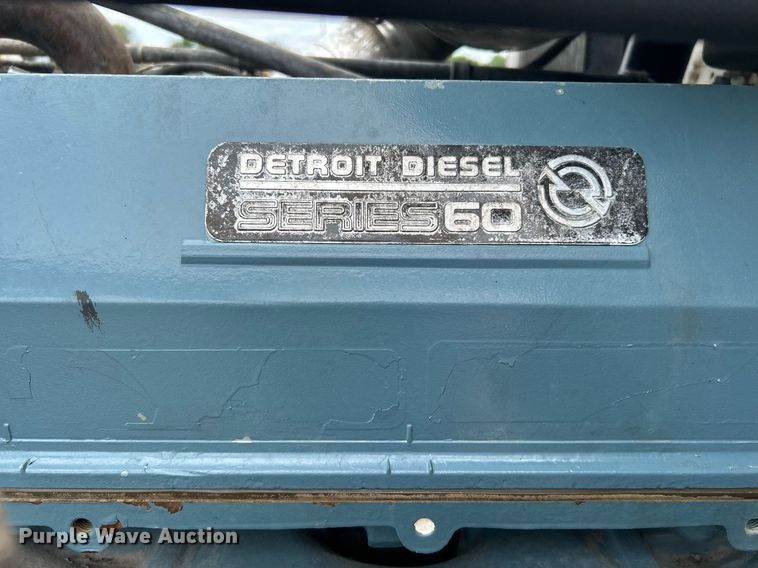 DETROIT DIESEL
SERIES 60
Purple Wave Auction